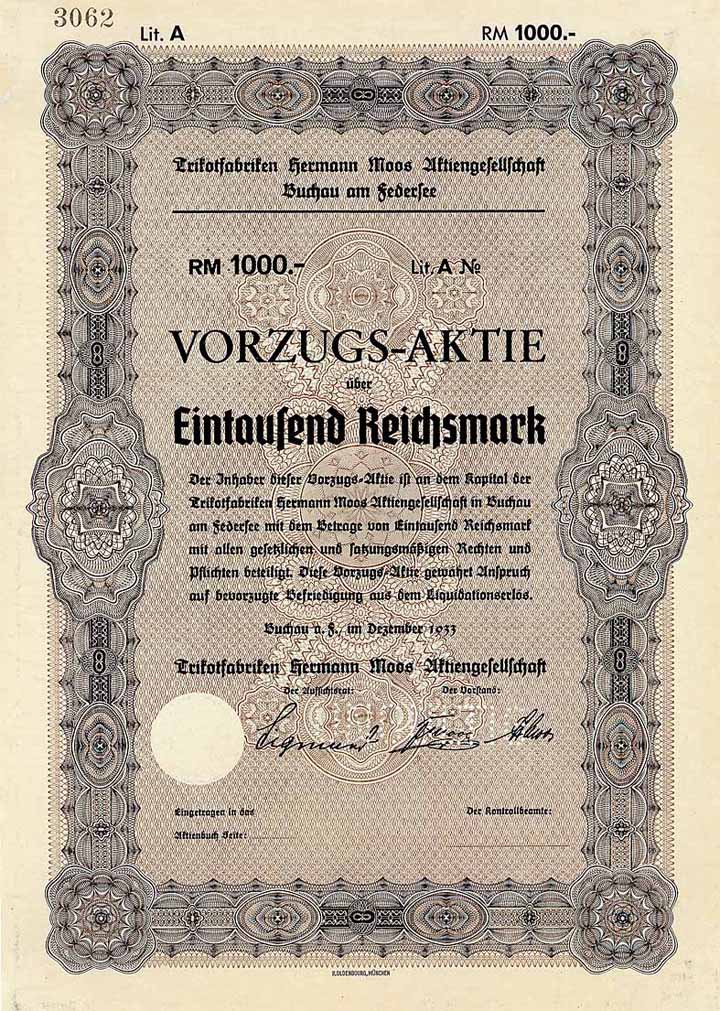 3062
Lit. A
RM 1000.-
Trikotfabriken Hermann Moos Aktiengesellschaft
Buchau am Federsee
RM 1000.- Lit. A №
VORZUGS-AKTIE
über
Eintausend Reichsmark
Der Inhaber dieser Vorzugs-Aktie ist an dem Kapital der
Trikotfabriken Hermann Moos Aktiengesellschaft in Buchau
am Federsee mit dem Betrage von Eintausend Reichsmark
mit allen gesetzlichen und satzungsmäßigen Rechten und
Pflichten beteiligt. Diese Vorzugs-Aktie gewährt Anspruch
auf bevorzugte Befriedigung aus dem Liquidationserlös.
Buchau a. F., im Dezember 1933
Trikotfabriken Hermann Moos Aktiengesellschaft
Der Aufsichtsrat: Der Vorstand:
Moos
Eingetragen in das
Aktienbuch Seite:
Der Kontrollbeamte:
R.OLDENBOURG, MÜNCHEN